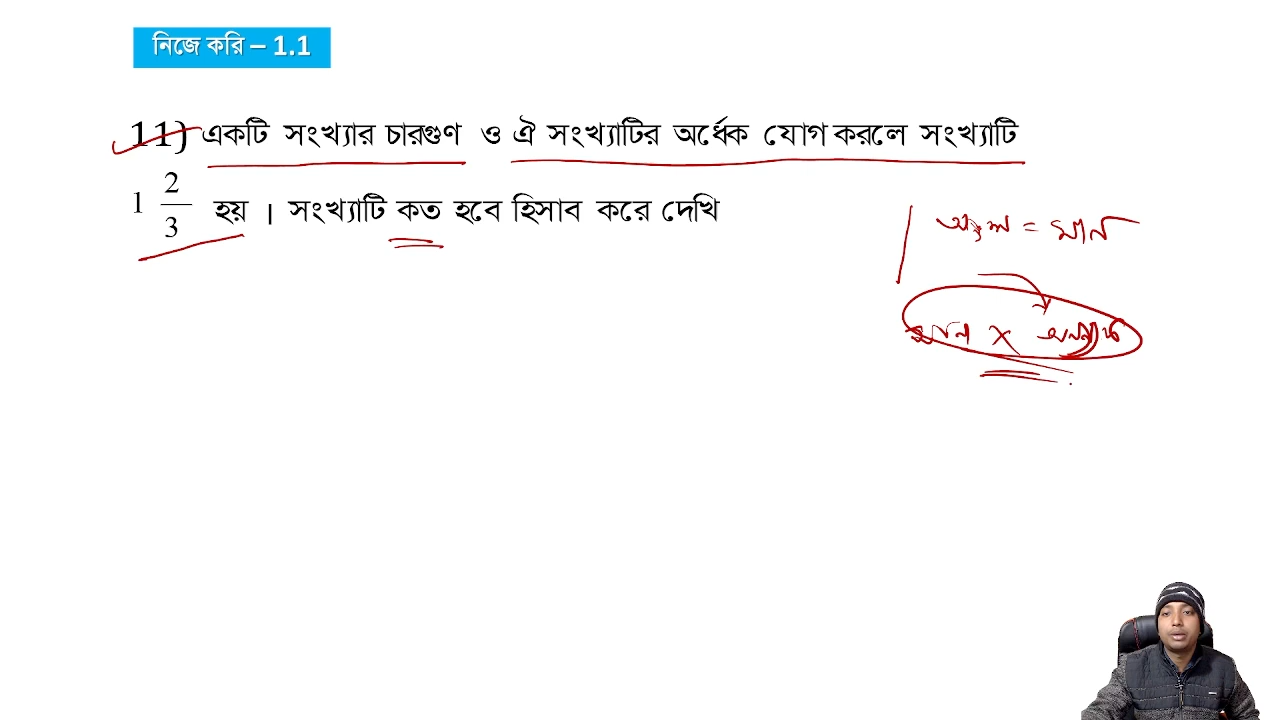 নিজে করি – 1.1
11) একটি সংখ্যার চারগুণ ও ঐ সংখ্যাটির অর্ধেক যোগ করলে সংখ্যাটি
1 2/3 হয় । সংখ্যাটি কত হবে হিসাব করে দেখি
অংশ = মান
মান ×